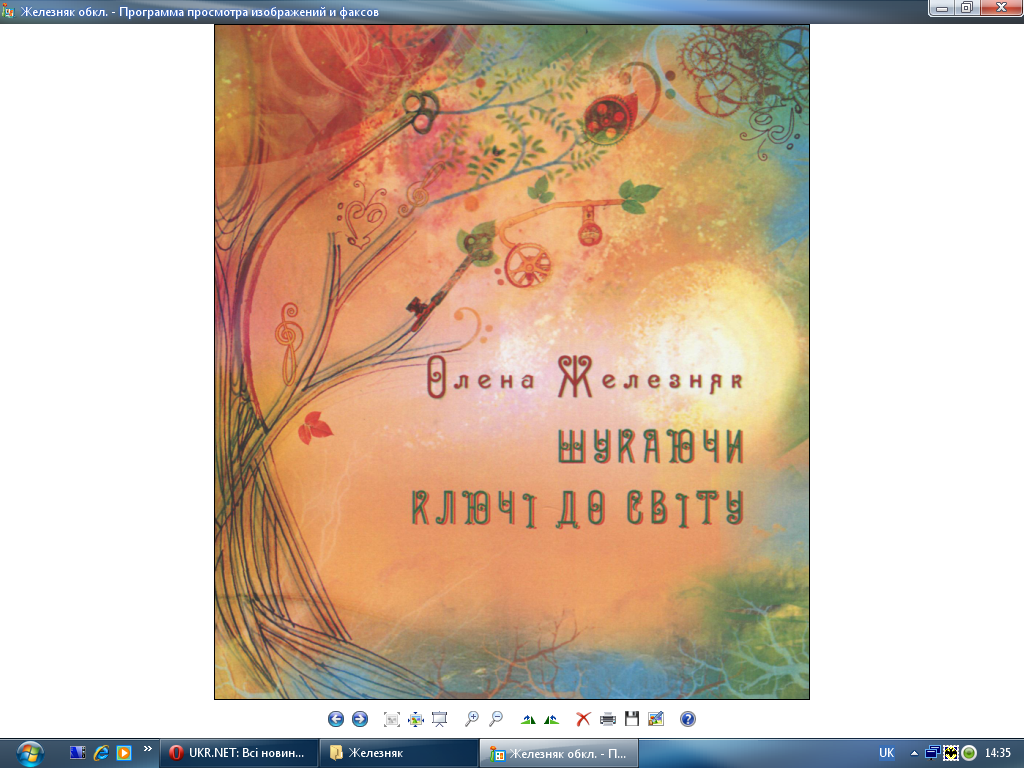 Железняк обкл. - Программа просмотра изображений и факсов
Олена Железняк
ШУКАЮЧИ
КЛЮЧІ ДО СВІТУ
UKR.NET: Всі новин...
Железняк
Железняк обкл. - П...
UK
14:35